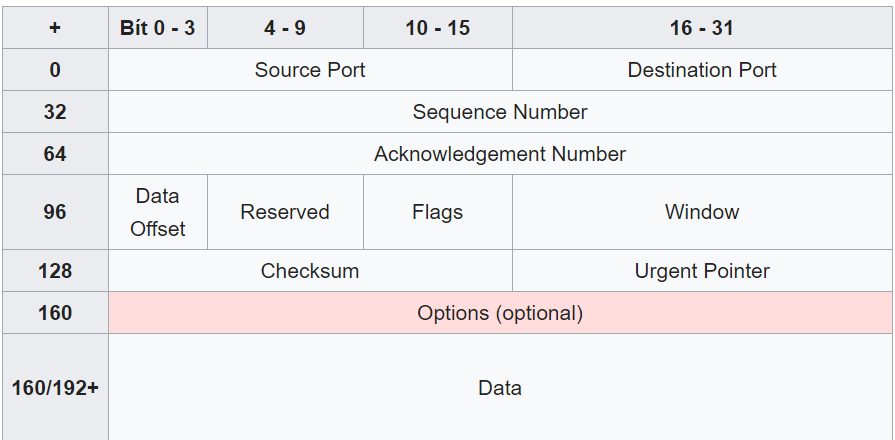 + Bít 0 - 3 4 - 9 10 - 15 16 - 31
0 Source Port Destination Port
32 Sequence Number
64 Acknowledgement Number
96 Data Offset Reserved Flags Window
128 Checksum Urgent Pointer
160 Options (optional)
160/192+ Data